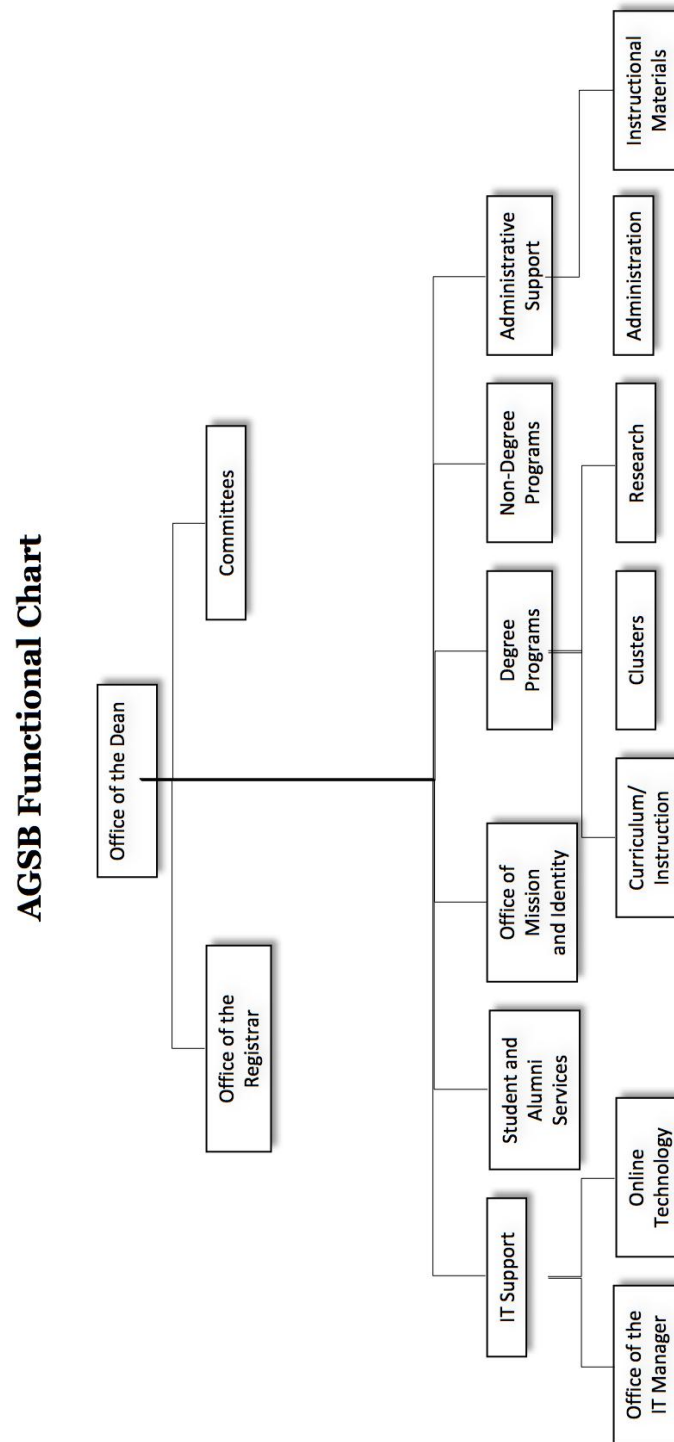 AGSB Functional Chart
Office of the Dean
Office of the
Registrar
Committees
IT Support
Student and
Alumni
Services
Office of
Mission
and Identity
Degree
Programs
Non-Degree
Programs
Administrative
Support
Office of the
IT Manager
Online
Technology
Curriculum/
Instruction
Clusters
Research
Administration
Instructional
Materials